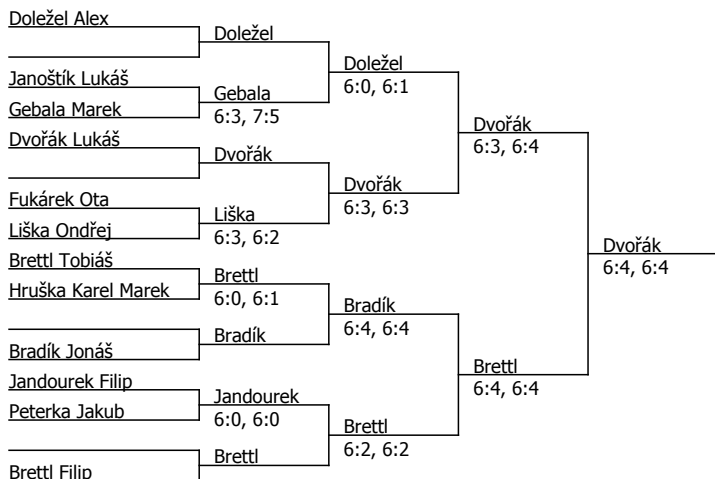 Doležel Alex
Janoštík Lukáš
Gebala Marek
Dvořák Lukáš
Fukárek Ota
Liška Ondřej
Brettl Tobiáš
Hruška Karel Marek
Bradík Jonáš
Jandourek Filip
Peterka Jakub
Brettl Filip
Doležel
Gebala
6:3, 7:5
Dvořák
Liška
6:3, 6:2
Brettl
6:0, 6:1
Bradík
Jandourek
6:0, 6:0
Brettl
Doležel
6:0, 6:1
Dvořák
6:3, 6:3
Bradík
6:4, 6:4
Brettl
6:2, 6:2
Dvořák
6:3, 6:4
Brettl
6:4, 6:4
Dvořák
6:4, 6:4